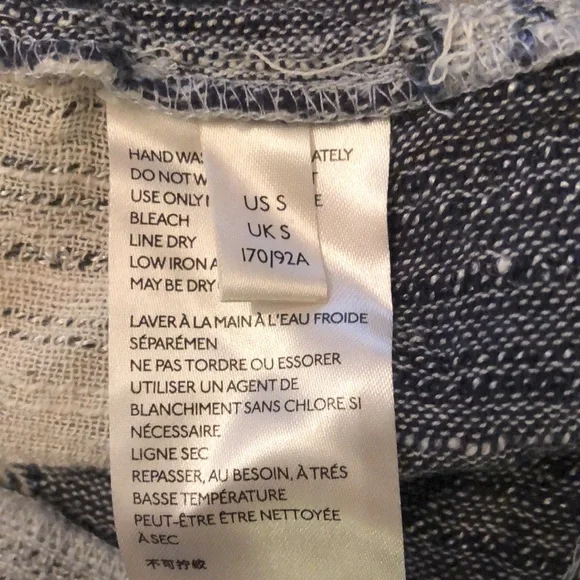 HAND WAS ATELY
DO NOT W T
USE ONLY E
BLEACH
LINE DRY
LOW IRON A
MAY BE DRY
US S
UK S
170/92A
LAVER À LA MAIN À L'EAU FROIDE
SÉPARÉMEN
NE PAS TORDRE OU ESSORER
UTILISER UN AGENT DE
BLANCHIMENT SANS CHLORE SI
NÉCESSAIRE
LIGNE SEC
REPASSER, AU BESOIN, À TRÉS
BASSE TEMPÉRATURE
PEUT-ÊTRE ÊTRE NETTOYÉE
À SEC
不可拧絞